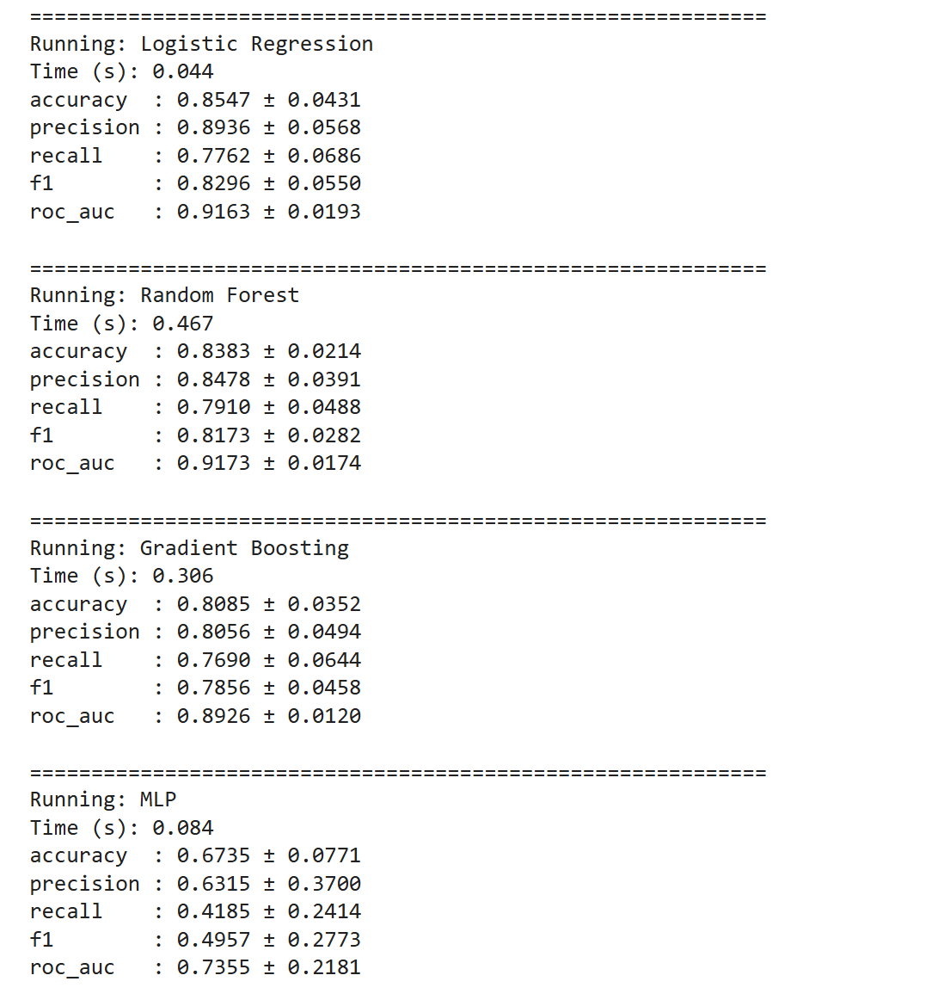 ============================================================
Running: Logistic Regression
Time (s): 0.044
accuracy  : 0.8547 ± 0.0431
precision : 0.8936 ± 0.0568
recall    : 0.7762 ± 0.0686
f1        : 0.8296 ± 0.0550
roc_auc   : 0.9163 ± 0.0193
============================================================
Running: Random Forest
Time (s): 0.467
accuracy  : 0.8383 ± 0.0214
precision : 0.8478 ± 0.0391
recall    : 0.7910 ± 0.0488
f1        : 0.8173 ± 0.0282
roc_auc   : 0.9173 ± 0.0174
============================================================
Running: Gradient Boosting
Time (s): 0.306
accuracy  : 0.8085 ± 0.0352
precision : 0.8056 ± 0.0494
recall    : 0.7690 ± 0.0644
f1        : 0.7856 ± 0.0458
roc_auc   : 0.8926 ± 0.0120
============================================================
Running: MLP
Time (s): 0.084
accuracy  : 0.6735 ± 0.0771
precision : 0.6315 ± 0.3700
recall    : 0.4185 ± 0.2414
f1        : 0.4957 ± 0.2773
roc_auc   : 0.7355 ± 0.2181